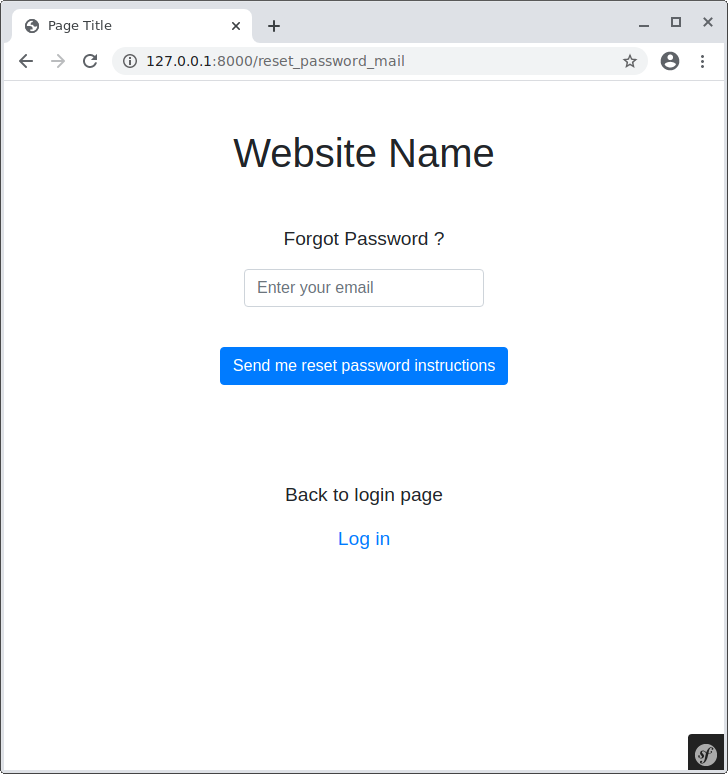 Page Title
127.0.0.1:8000/reset_password_mail
Website Name
Forgot Password ?
Enter your email
Send me reset password instructions
Back to login page
Log in
sf